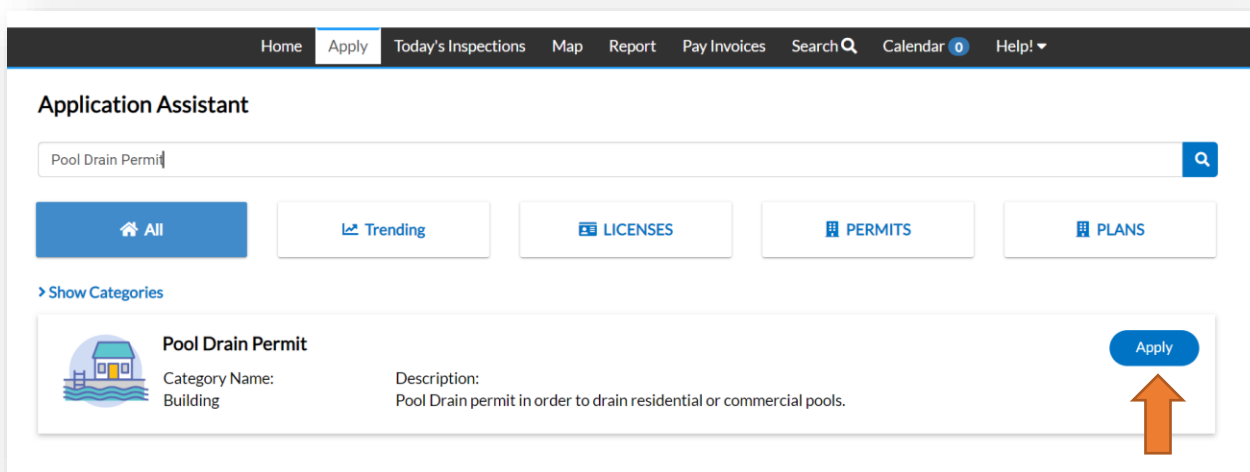 Home Apply Today's Inspections Map Report Pay Invoices Search Calendar 0 Help!
Application Assistant
Pool Drain Permit
All Trending LICENSES PERMITS PLANS
Show Categories
Pool Drain Permit
Apply
Category Name: Description:
Building Pool Drain permit in order to drain residential or commercial pools.